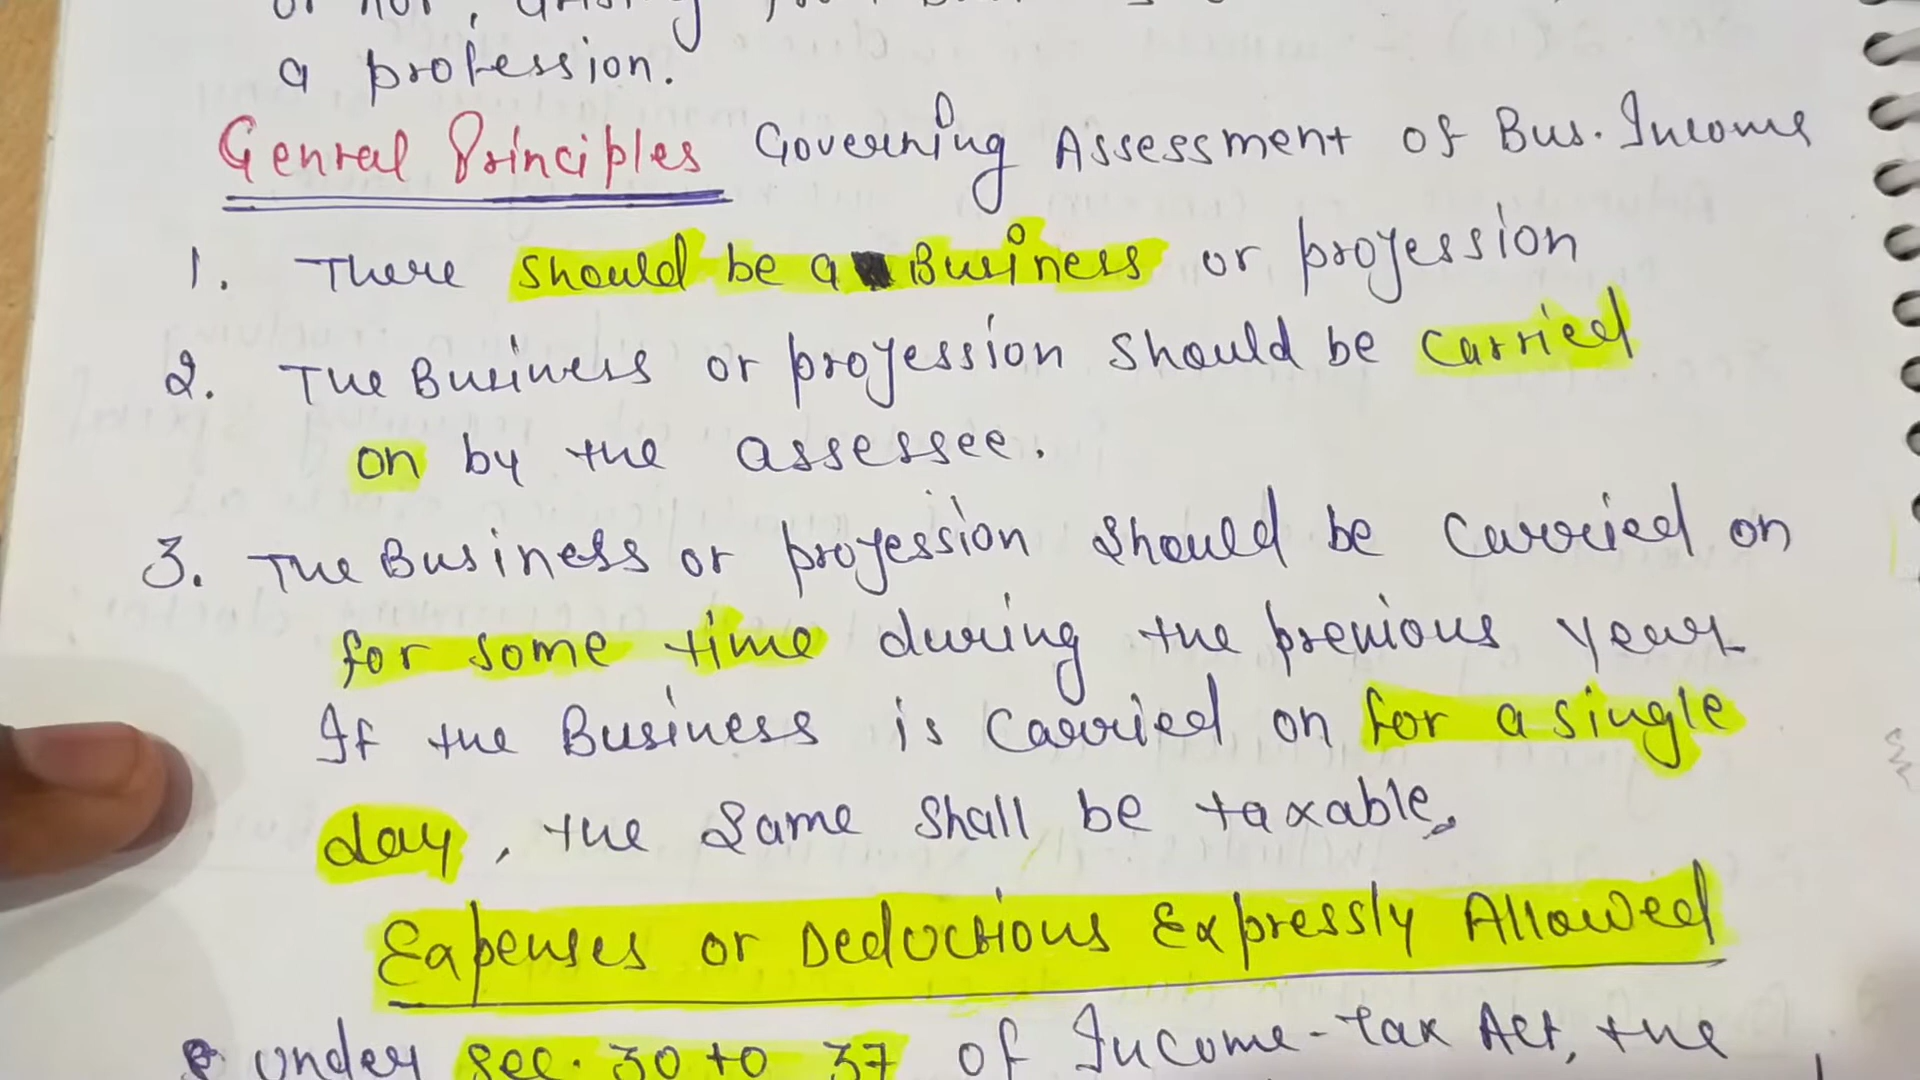 a profession.
Genral Principles Governing Assessment of Bus. Income
1. There should be a Business or profession
2. The Business or profession should be carried
on by the assessee.
3. The Business or profession should be carried on
for some time during the previous year
If the Business is carried on for a single
day, the same shall be taxable.
Expenses or Deductions Expressly Allowed
Under sec. 30 to 37 of Income-tax Act, the